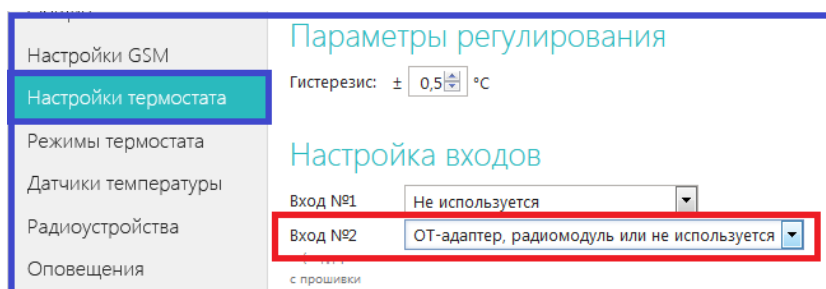 Настройки GSM
Настройки термостата
Режимы термостата
Датчики температуры
Радиоустройства
Оповещения
Параметры регулирования
Гистерезис: ± 0,5 °C
Настройка входов
Вход №1 Не используется
Вход №2 ОТ-адаптер, радиомодуль или не используется
с прошивки